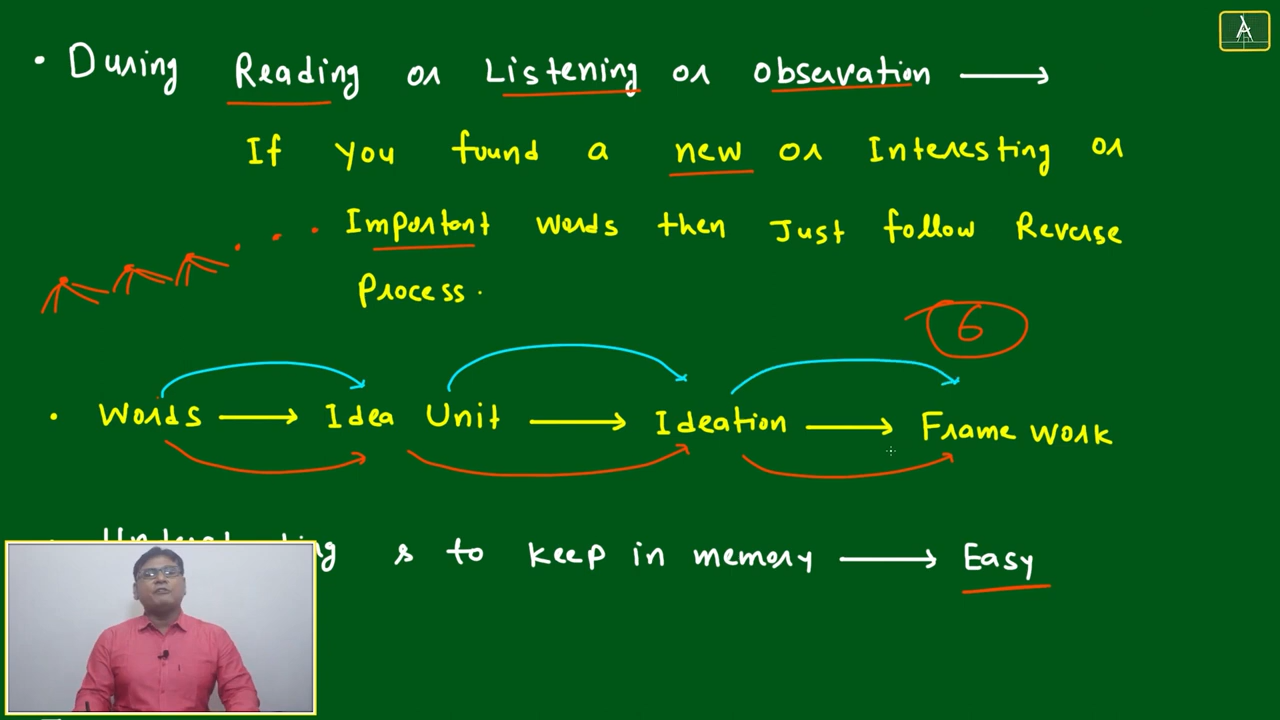 • During Reading or Listening or Observation ⟶
If you found a new or Interesting or
Important words then Just follow Reverse
Process.
6
• Words ⟶ Idea Unit ⟶ Ideation ⟶ Frame work
to keep in memory ⟶ Easy